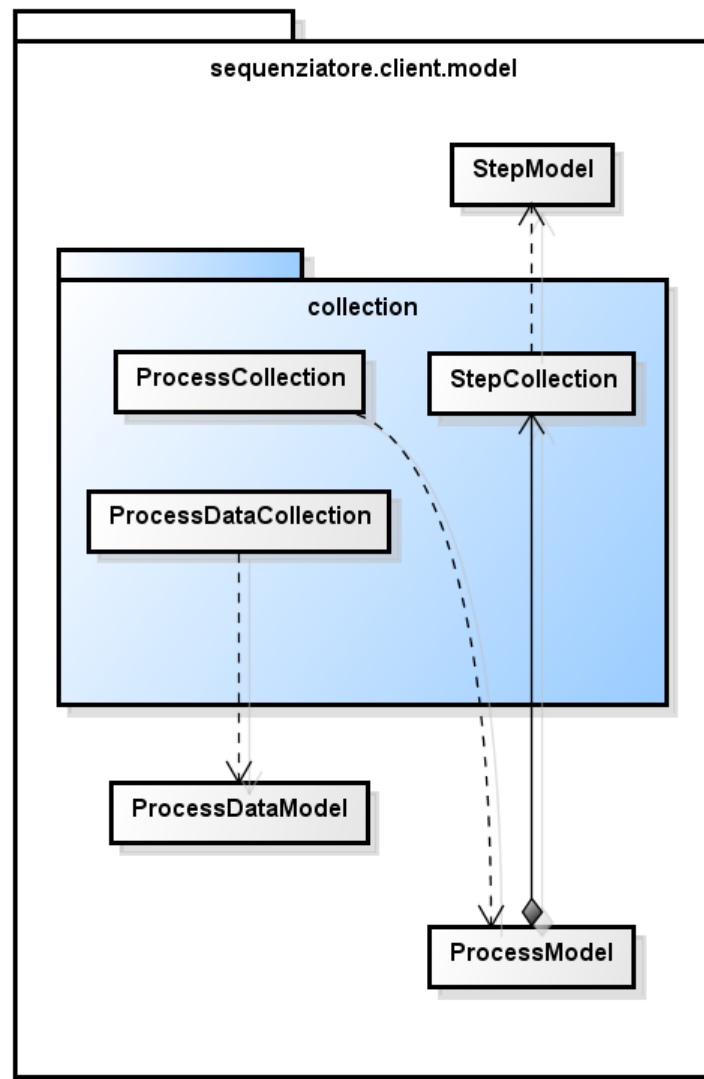 sequenziatore.client.model
StepModel
collection
ProcessCollection
StepCollection
ProcessDataCollection
ProcessDataModel
ProcessModel